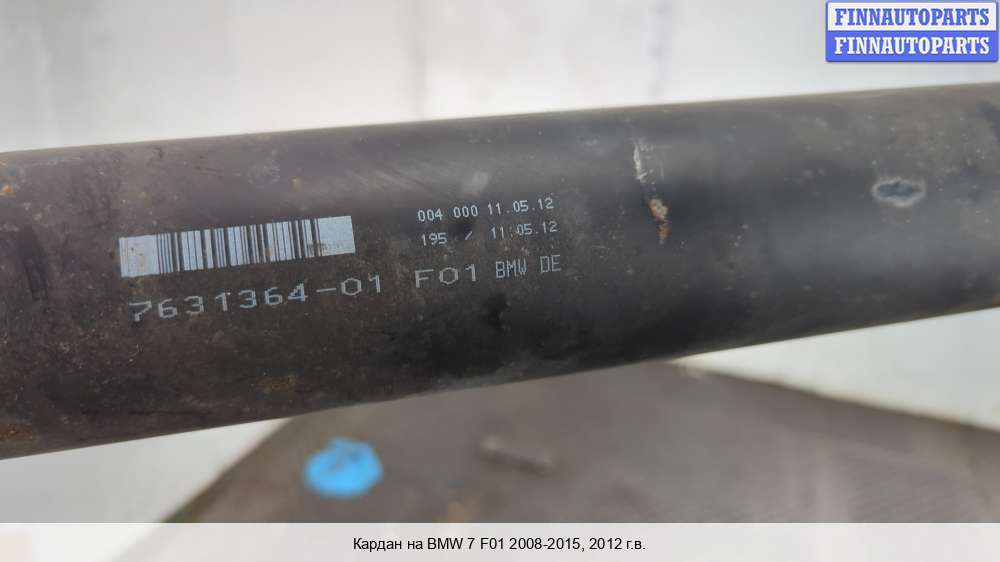 FINNAUTOPARTS
FINNAUTOPARTS
004 000 11.05.12
195 / 11.05.12
7631364-01 F01 BMW DE
Кардан на BMW 7 F01 2008-2015, 2012 г.в.